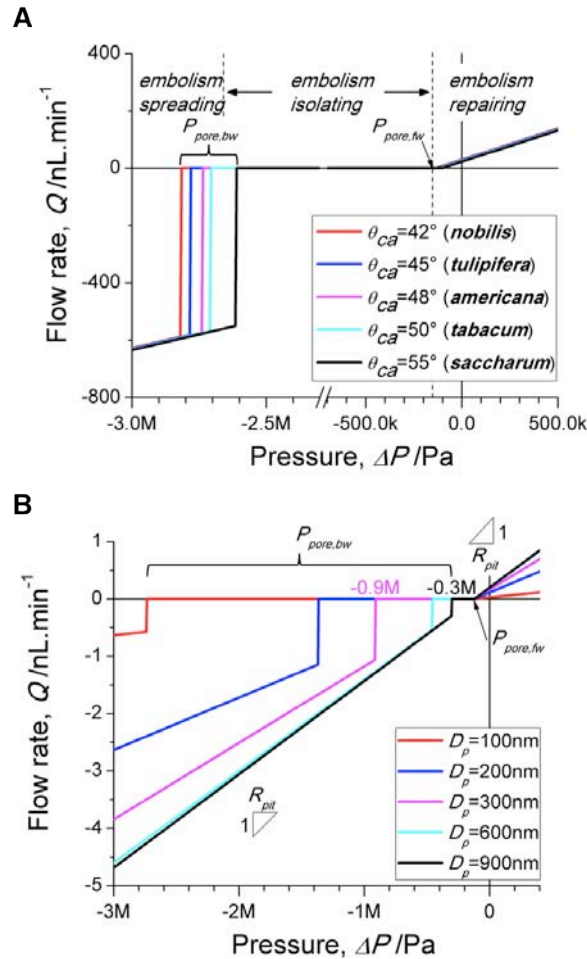 A
embolism spreading
embolism isolating
embolism repairing
P_pore,bw
P_pore,fw
400
0
-400
-800
Flow rate, Q /nL.min⁻¹
θ_ca=42° (nobilis)
θ_ca=45° (tulipifera)
θ_ca=48° (americana)
θ_ca=50° (tabacum)
θ_ca=55° (saccharum)
-3.0M -2.5M -500.0k 0.0 500.0k
Pressure, ΔP /Pa
B
P_pore,bw
-0.9M
-0.3M
1
R_pit
P_pore,fw
R_pit
1
1
0
-1
-2
-3
-4
-5
Flow rate, Q /nL.min⁻¹
D_p=100nm
D_p=200nm
D_p=300nm
D_p=600nm
D_p=900nm
-3M -2M -1M 0
Pressure, ΔP /Pa